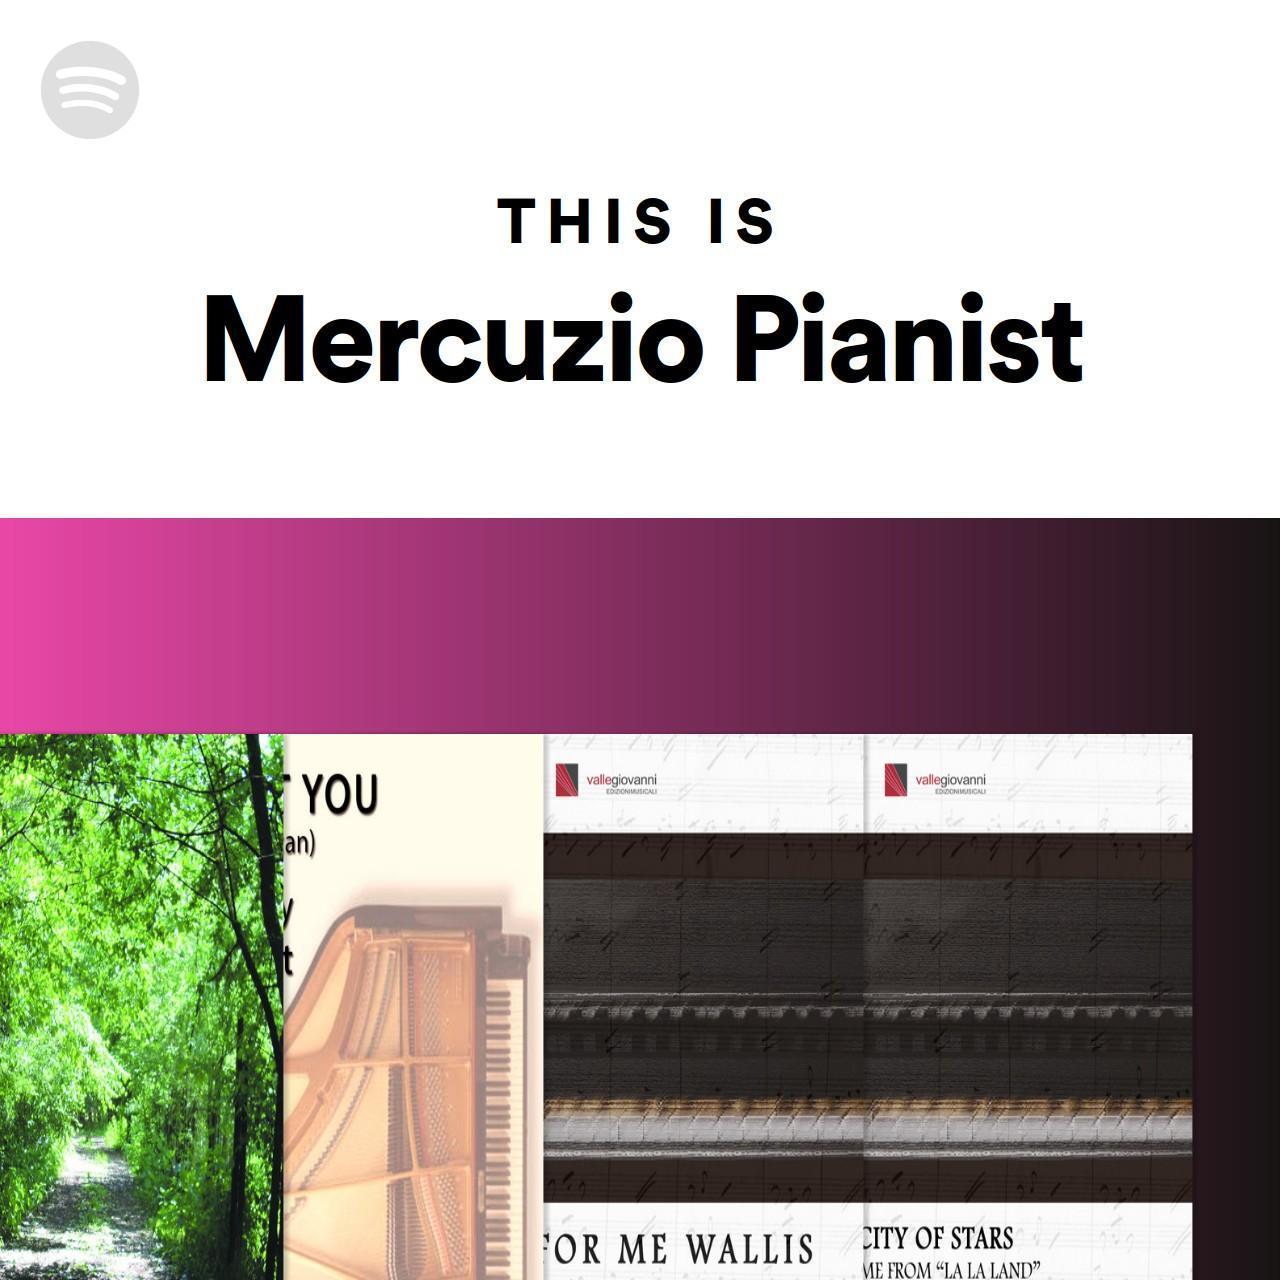 THIS IS
Mercuzio Pianist
YOU
an)
y
t
vallegiovanni
EDIZIONI MUSICALI
FOR ME WALLIS
vallegiovanni
EDIZIONI MUSICALI
CITY OF STARS
ME FROM “LA LA LAND”